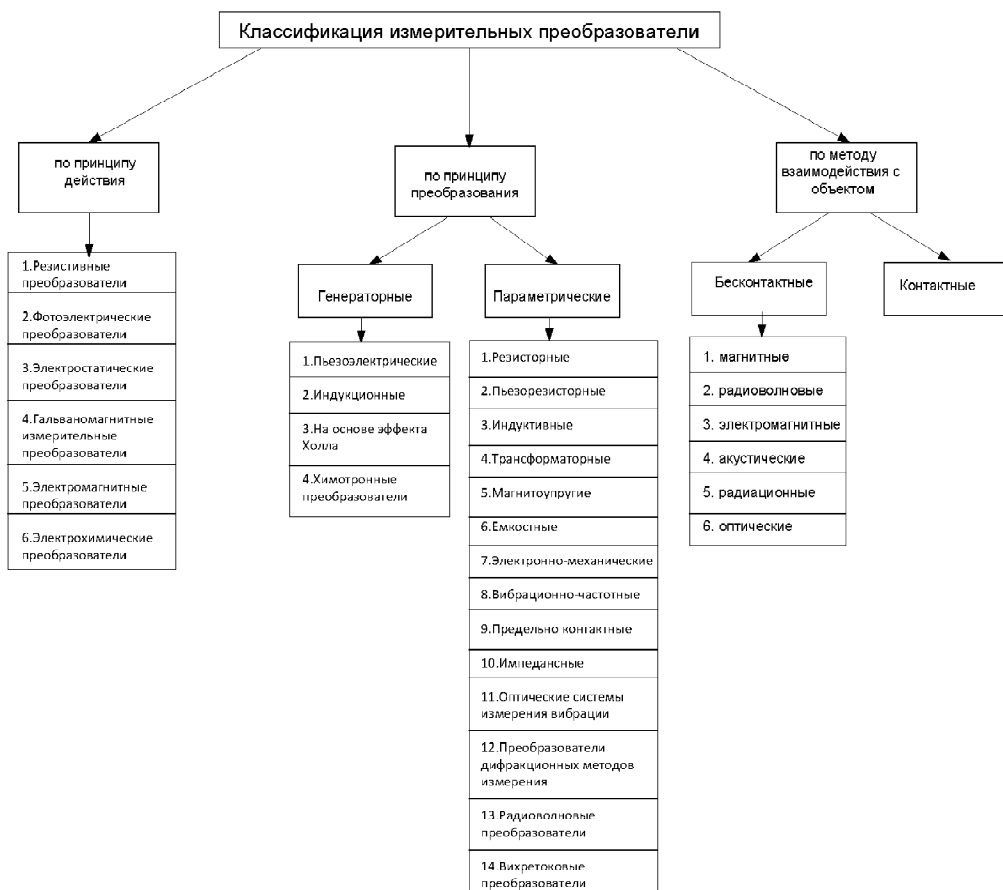 Классификация измерительных преобразователи
по принципу
действия
1.Резистивные
преобразователи
2.Фотоэлектрические
преобразователи
3.Электростатические
преобразователи
4.Гальваномагнитные
измерительные
преобразователи
5.Электромагнитные
преобразователи
6.Электрохимические
преобразователи
по принципу
преобразования
Генераторные
1.Пьезоэлектрические
2.Индукционные
3.На основе эффекта
Холла
4.Химотронные
преобразователи
Параметрические
1.Резисторные
2.Пьезорезисторные
3.Индуктивные
4.Трансформаторные
5.Магнитоупругие
6.Емкостные
7.Электронно-механические
8.Вибрационно-частотные
9.Предельно контактные
10.Импедансные
11.Оптические системы
измерения вибрации
12.Преобразователи
дифракционных методов
измерения
13.Радиоволновые
преобразователи
14.Вихретоковые
преобразователи
по методу
взаимодействия с
объектом
Бесконтактные
1. магнитные
2. радиоволновые
3. электромагнитные
4. акустические
5. радиационные
6. оптические
Контактные